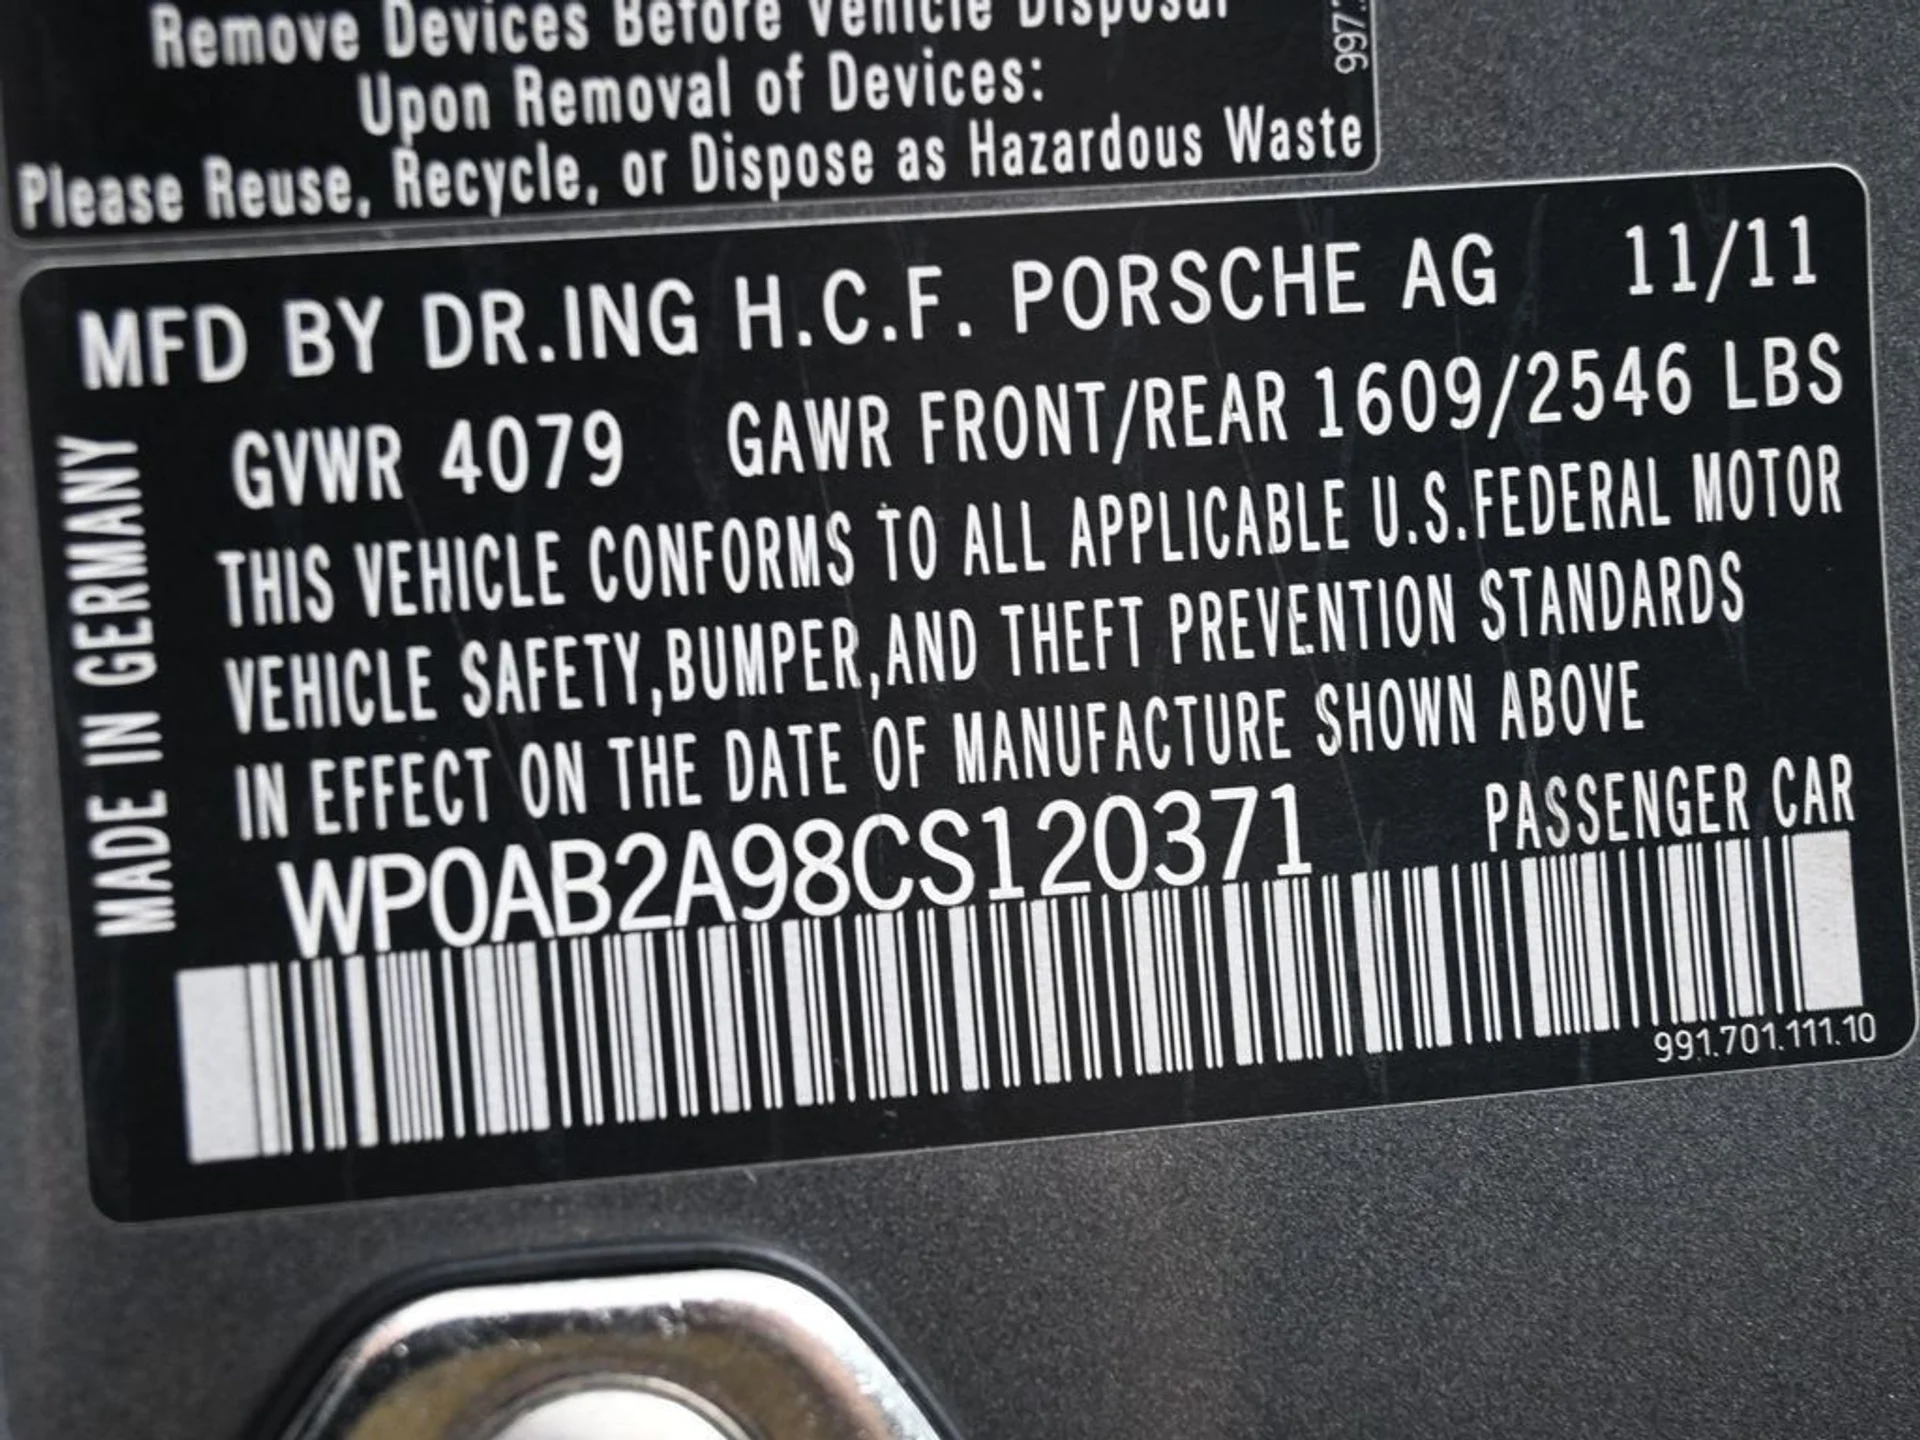 Remove Devices Before Vehicle Disposal
Upon Removal of Devices:
Please Reuse, Recycle, or Dispose as Hazardous Waste
997.
MFD BY DR.ING H.C.F. PORSCHE AG 11/11
GVWR 4079 GAWR FRONT/REAR 1609/2546 LBS
THIS VEHICLE CONFORMS TO ALL APPLICABLE U.S.FEDERAL MOTOR
VEHICLE SAFETY,BUMPER,AND THEFT PREVENTION STANDARDS
IN EFFECT ON THE DATE OF MANUFACTURE SHOWN ABOVE
WP0AB2A98CS120371 PASSENGER CAR
MADE IN GERMANY
991.701.111.10